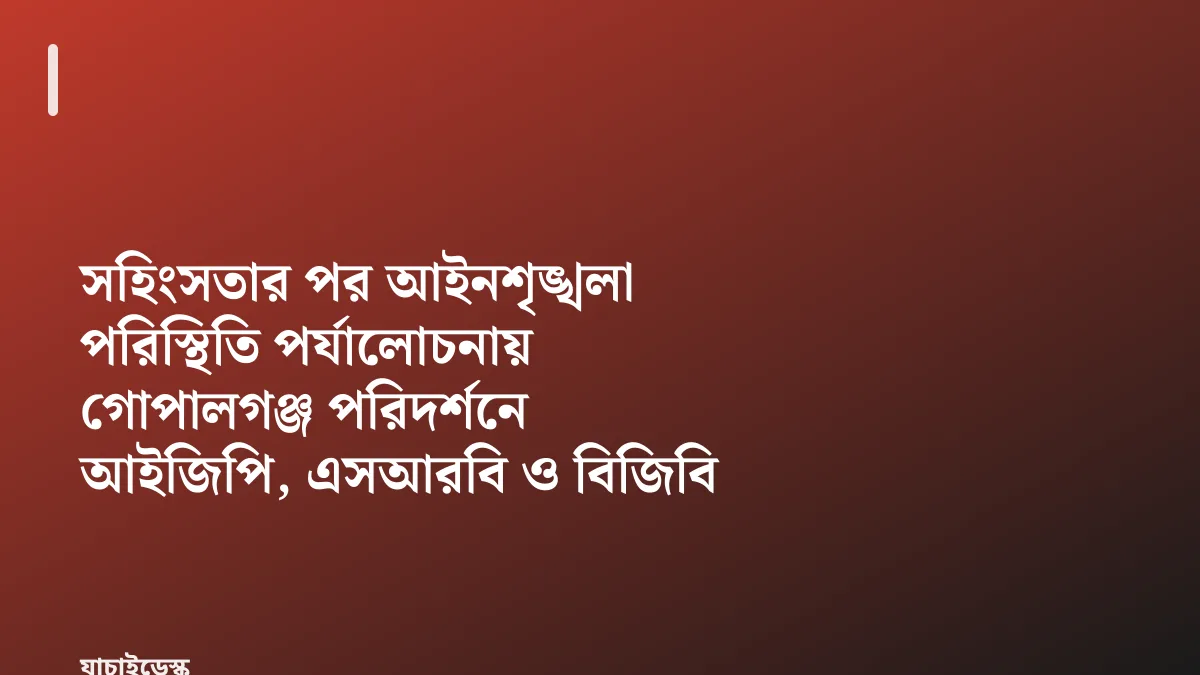 সহিংসতার পর আইনশৃঙ্খলা
পরিস্থিতি পর্যালোচনায়
গোপালগঞ্জ পরিদর্শনে
আইজিপি, এসআরবি ও বিজিবি
যাচাইডেস্ক